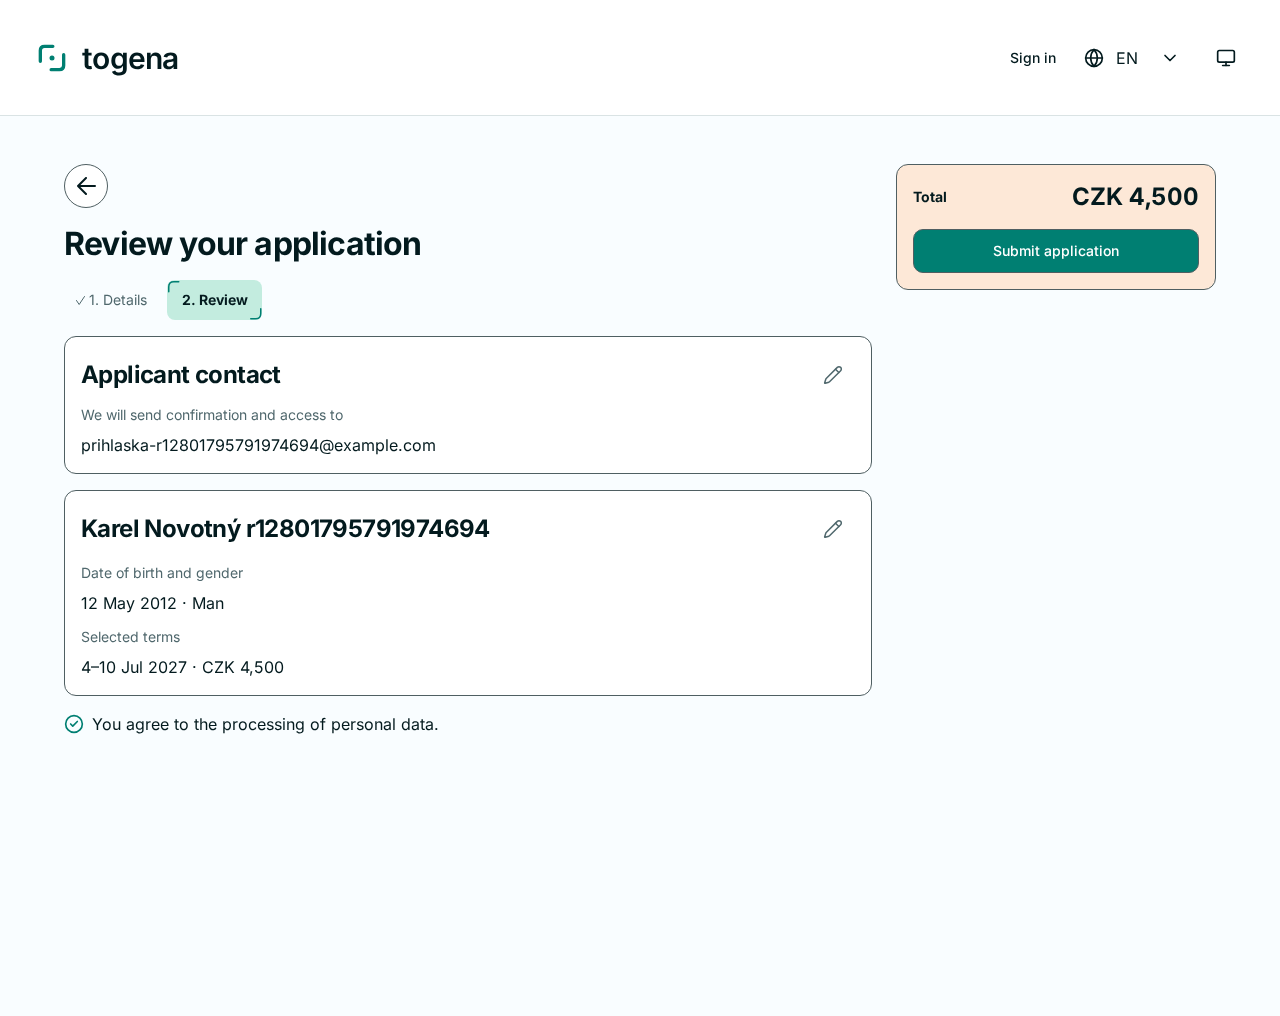 togena
Sign in
EN
Review your application
1. Details
2. Review
Applicant contact
We will send confirmation and access to
prihlaska-r12801795791974694@example.com
Karel Novotný r12801795791974694
Date of birth and gender
12 May 2012 · Man
Selected terms
4–10 Jul 2027 · CZK 4,500
You agree to the processing of personal data.
Total
CZK 4,500
Submit application